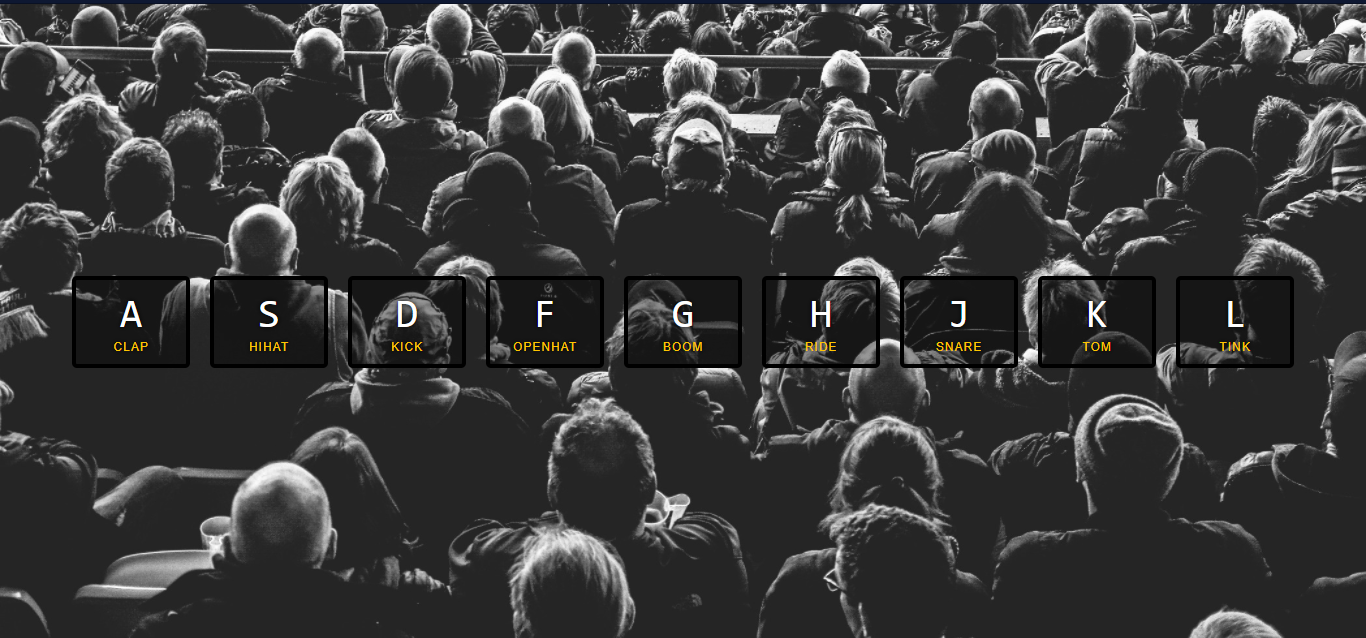 A S D F G H J K L
CLAP HIHAT KICK OPENHAT BOOM RIDE SNARE TOM TINK